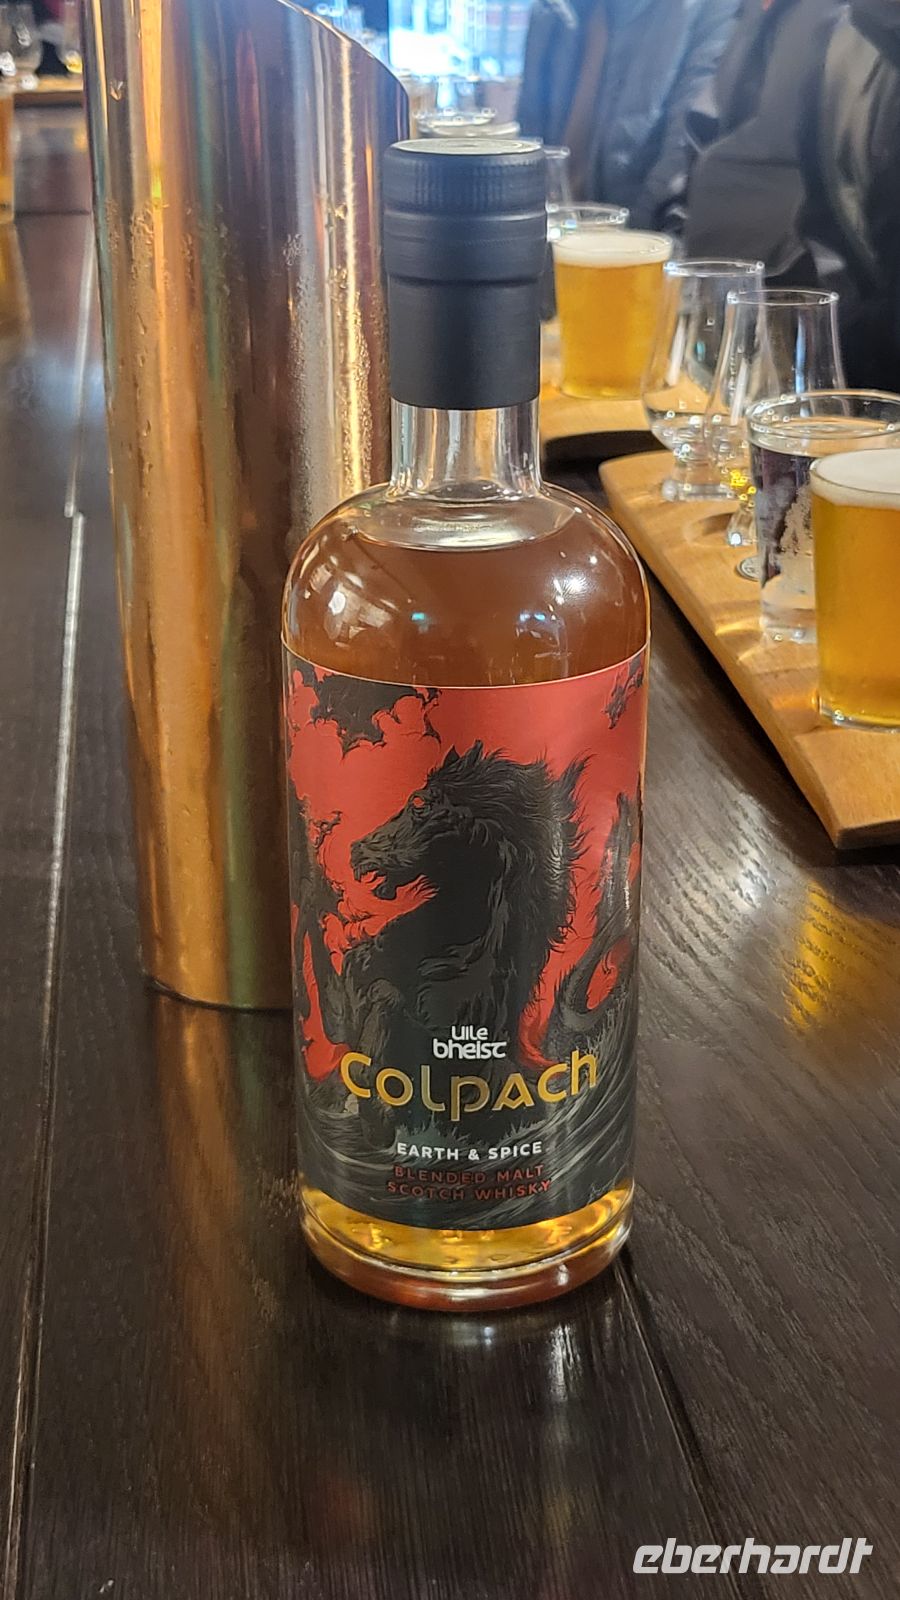 uile
bheist
Colpach
EARTH & SPICE
BLENDED MALT
SCOTCH WHISKY
eberhardt